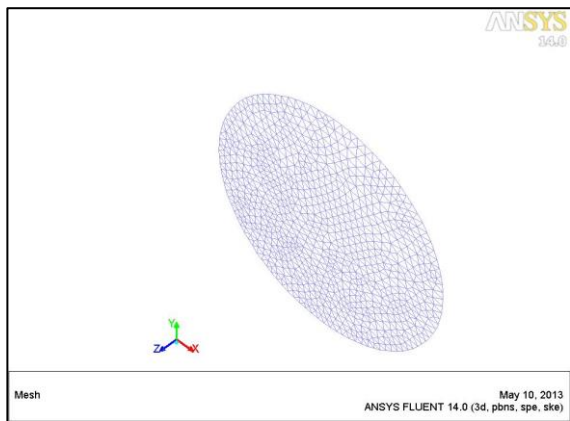 ANSYS
14.0
Y
Z
X
Mesh
May 10, 2013
ANSYS FLUENT 14.0 (3d, pbns, spe, ske)